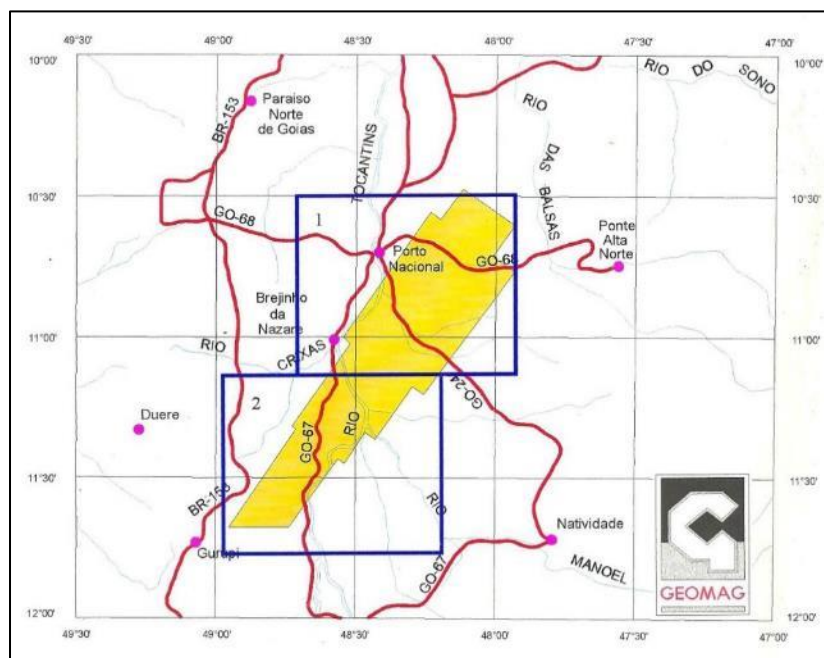 49°30'
49°00'
48°30'
48°00'
47°30'
47°00'
10°00'
10°00'
RIO DO SONO
BR-153
Paraiso
Norte
de Goias
TOCANTINS
RIO
DAS BALSAS
10°30'
10°30'
GO-68
1
Porto
Nacional
GO-68
Ponte
Alta
Norte
Brejinho
da
Nazare
11°00'
11°00'
RIO
CRIXAS
GO-24
2
Duere
GO-67
RIO
11°30'
11°30'
BR-153
RIO
Gurupi
Natividade
GO-67
MANOEL
GEOMAG
12°00'
12°00'
49°30'
49°00'
48°30'
48°00'
47°30'
47°00'